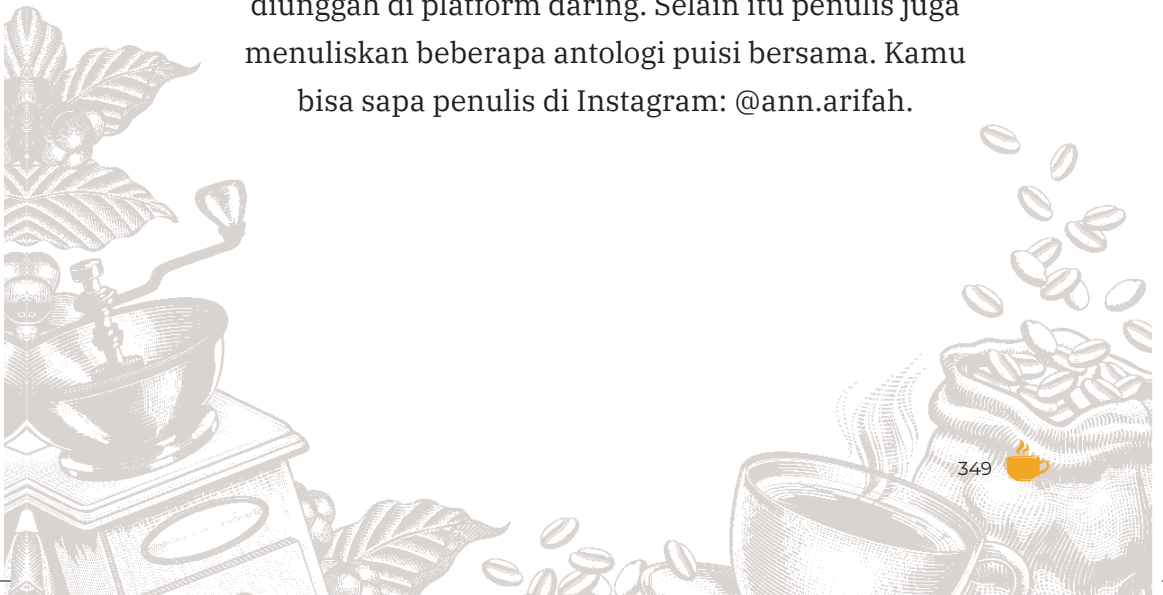 diunggah di platform daring. Selain itu penulis juga
menuliskan beberapa antologi puisi bersama. Kamu
bisa sapa penulis di Instagram: @ann.arifah.
349